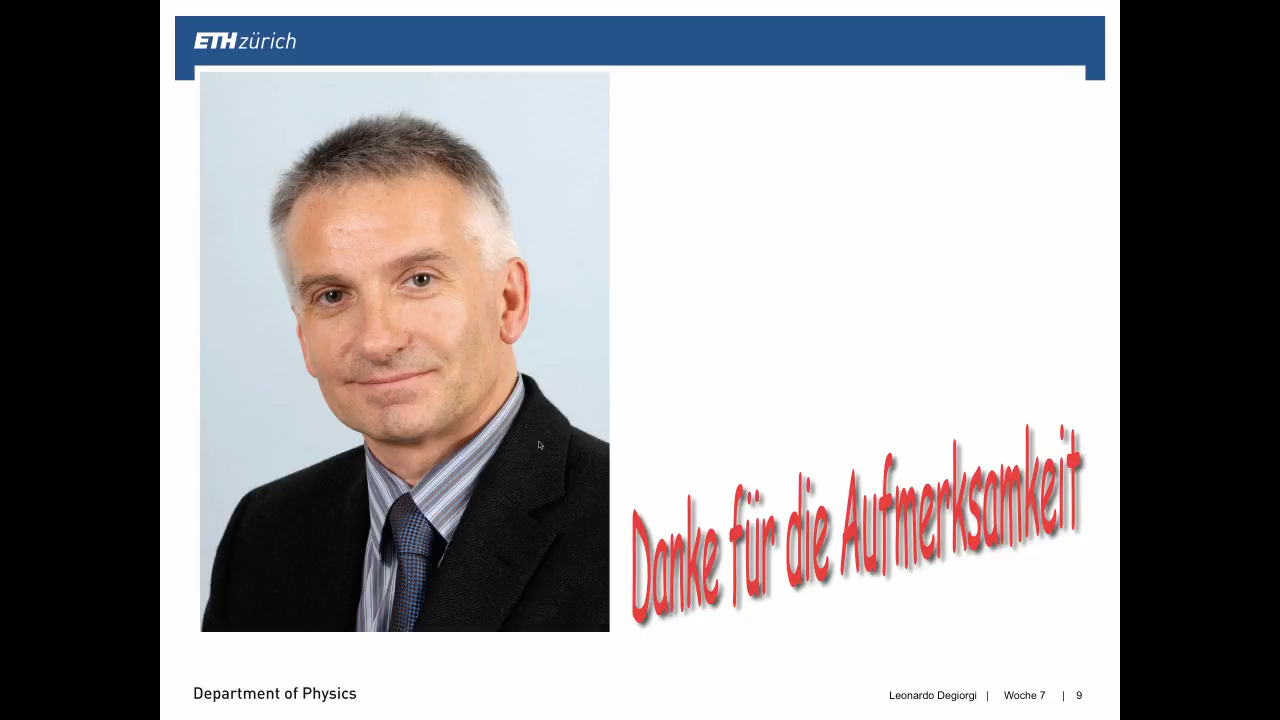 ETH zürich
Danke für die Aufmerksamkeit
Department of Physics
Leonardo Degiorgi | Woche 7 | 9